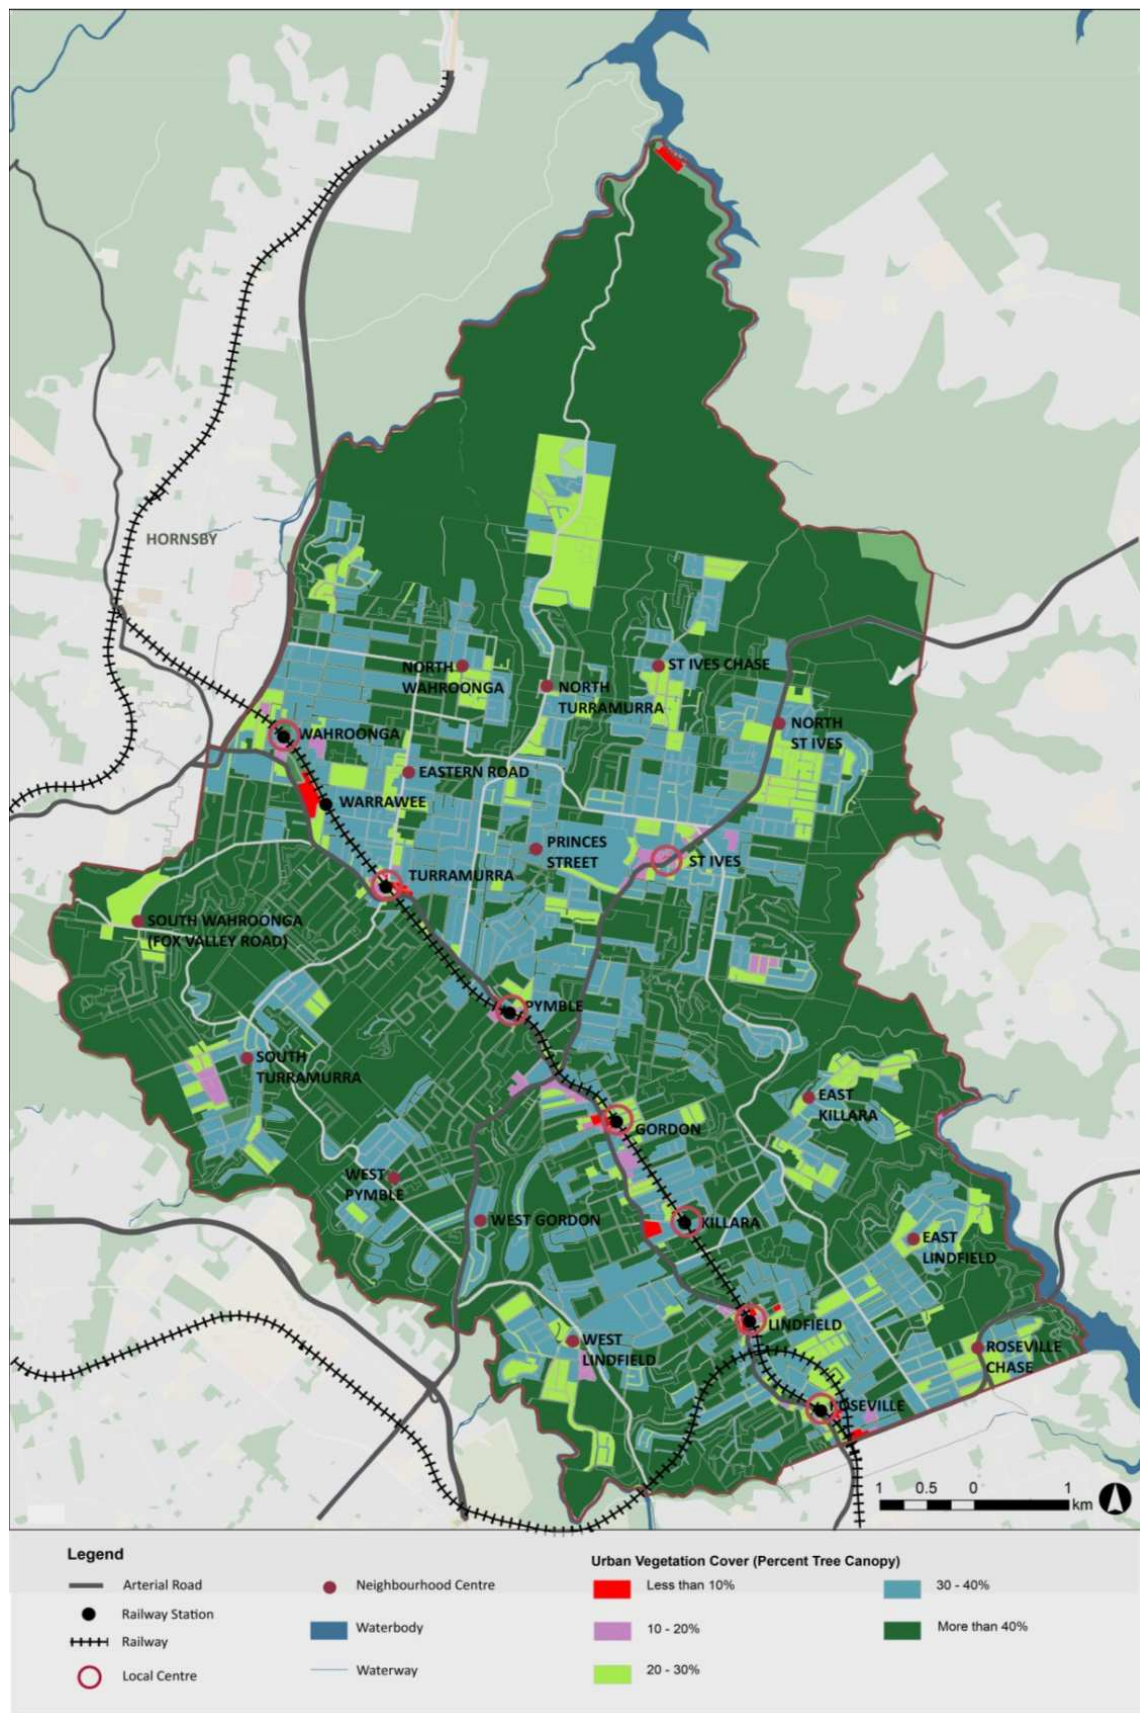 HORNSBY
NORTH
WAHROONGA
ST IVES CHASE
NORTH
TURRAMURRA
NORTH
ST IVES
WAHROONGA
EASTERN ROAD
WARRAWEE
PRINCES
STREET
ST IVES
TURRAMURRA
SOUTH WAHROONGA
(FOX VALLEY ROAD)
PYMBLE
SOUTH
TURRAMURRA
EAST
KILLARA
GORDON
WEST
PYMBLE
WEST GORDON
KILLARA
EAST
LINDFIELD
LINDFIELD
WEST
LINDFIELD
ROSEVILLE
CHASE
ROSEVILLE
1 0.5 0 1
km
Legend
Arterial Road
Railway Station
Railway
Local Centre
Neighbourhood Centre
Waterbody
Waterway
Urban Vegetation Cover (Percent Tree Canopy)
Less than 10%
10 - 20%
20 - 30%
30 - 40%
More than 40%